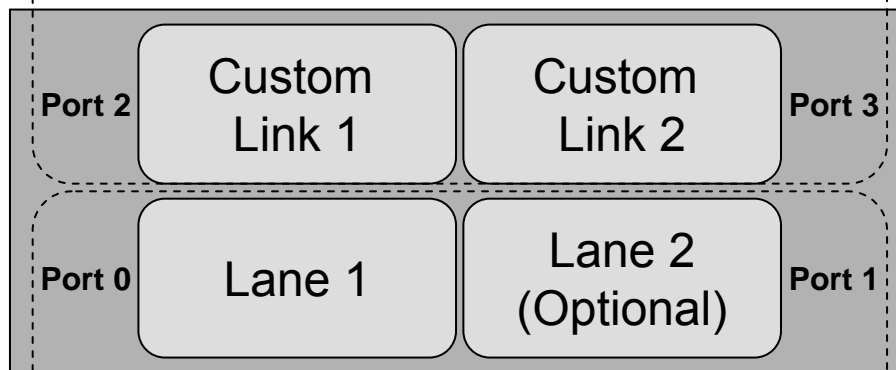 Port 2
Custom
Link 1
Custom
Link 2
Port 3
Port 0
Lane 1
Lane 2
(Optional)
Port 1